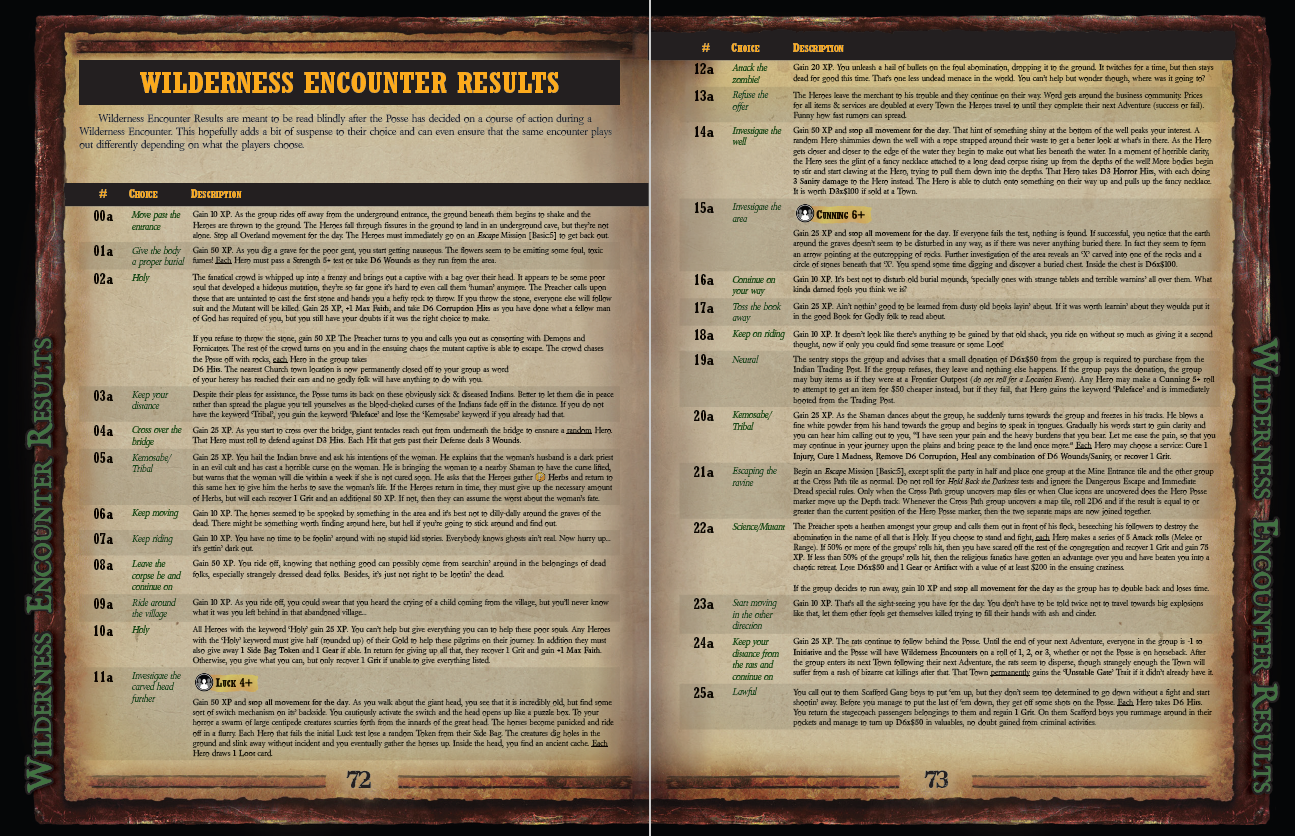 WILDERNESS ENCOUNTER RESULTS
Wilderness Encounter Results are meant to be read blindly after the Posse has decided on a course of action during a
Wilderness Encounter. This hopefully adds a bit of suspense to their choice and can even ensure that the same encounter plays
out differently depending on what the players choose.
# CHOICE DESCRIPTION
00a Move past the entrance
Gain 10 XP. As the group rides off away from the underground entrance, the ground beneath them begins to shake and the
Heroes are thrown to the ground. The Heroes fall through fissures in the ground to land in an underground cave, but they're not
alone. Stop all Overland movement for the day. The Heroes must immediately go on an Escape Mission [Basic5] to get back out.
01a Give the body a proper burial
Gain 50 XP. As you dig a grave for the poor gent, you start getting nauseous. The flowers seem to be emitting some foul, toxic
fumes! Each Hero must pass a Strength 5+ test or take D6 Wounds as they run from the area.
02a Holy
The fanatical crowd is whipped up into a frenzy and brings out a captive with a bag over their head. It appears to be some poor
soul that developed a hideous mutation, they're so far gone it's hard to even call them 'human' anymore. The Preacher calls upon
those that are untainted to cast the first stone and hands you a hefty rock to throw. If you throw the stone, everyone else will follow
suit and the Mutant will be killed. Gain 25 XP, +1 Max Faith, and take D6 Corruption Hits as you have done what a fellow man
of God has required of you, but you still have your doubts if it was the right choice to make.
If you refuse to throw the stone, gain 50 XP. The Preacher turns to you and calls you out as consorting with Demons and
Fornicators. The rest of the crowd turns on you and in the ensuing chaos the mutant captive is able to escape. The crowd chases
the Posse off with rocks, each Hero in the group takes
D6 Hits. The nearest Church town location is now permanently closed off to your group as word
of your heresy has reached their ears and no godly folk will have anything to do with you.
03a Keep your distance
Despite their pleas for assistance, the Posse turns its back on these obviously sick & diseased Indians. Better to let them die in peace
rather than spread the plague you tell yourselves as the blood-choked curses of the Indians fade off in the distance. If you do not
have the keyword 'Tribal', you gain the keyword 'Paleface' and lose the 'Kemosabe' keyword if you already had that.
04a Cross over the bridge
Gain 25 XP. As you start to cross over the bridge, giant tentacles reach out from underneath the bridge to ensnare a random Hero.
That Hero must roll to defend against D3 Hits. Each Hit that gets past their Defense deals 3 Wounds.
05a Kemosabe/ Tribal
Gain 25 XP. You hail the Indian brave and ask his intentions of the woman. He explains that the woman's husband is a dark priest
in an evil cult and has cast a horrible curse on the woman. He is bringing the woman to a nearby Shaman to have the curse lifted,
but warns that the woman will die within a week if she is not cured soon. He asks that the Heroes gather Herbs and return to
this same hex to give him the herbs to save the woman's life. If the Heroes return in time, they must give up the necessary amount
of Herbs, but will each recover 1 Grit and an additional 50 XP. If not, then they can assume the worst about the woman's fate.
06a Keep moving
Gain 10 XP. The horses seemed to be spooked by something in the area and it's best not to dilly-dally around the graves of the
dead. There might be something worth finding around here, but hell if you're going to stick around and find out.
07a Keep riding
Gain 10 XP. You have no time to be foolin' around with no stupid kid stories. Everybody knows ghosts ain't real. Now hurry up...
it's gettin' dark out.
08a Leave the corpse be and continue on
Gain 50 XP. You ride off, knowing that nothing good can possibly come from searchin' around in the belongings of dead
folks, especially strangely dressed dead folks. Besides, it's just not right to be lootin' the dead.
09a Ride around the village
Gain 10 XP. As you ride off, you could swear that you heard the crying of a child coming from the village, but you'll never know
what it was you left behind in that abandoned village...
10a Holy
All Heroes with the keyword 'Holy' gain 25 XP. You can't help but give everything you can to help these poor souls. Any Heroes
with the 'Holy' keyword must give half (rounded up) of their Gold to help these pilgrims on their journey. In addition they must
also give away 1 Side Bag Token and 1 Gear if able. In return for giving up all that, they recover 1 Grit and gain +1 Max Faith.
Otherwise, you give what you can, but only recover 1 Grit if unable to give everything listed.
11a Investigate the carved head further
LUCK 4+
Gain 50 XP and stop all movement for the day. As you walk about the giant head, you see that it is incredibly old, but find some
sort of switch mechanism on its' backside. You cautiously activate the switch and the head opens up like a puzzle box. To your
horror a swarm of large centipede creatures scurries forth from the innards of the great head. The horses become panicked and ride
off in a flurry. Each Hero that fails the initial Luck test lose a random Token from their Side Bag. The creatures dig holes in the
ground and slink away without incident and you eventually gather the horses up. Inside the head, you find an ancient cache. Each
Hero draws 1 Loot card.
72
WILDERNESS ENCOUNTER RESULTS
# CHOICE DESCRIPTION
12a Attack the zombie!
Gain 20 XP. You unleash a hail of bullets on the foul abomination, dropping it to the ground. It twitches for a time, but then stays
dead for good this time. That's one less undead menace in the world. You can't help but wonder though, where was it going to?
13a Refuse the offer
The Heroes leave the merchant to his trouble and they continue on their way. Word gets around the business community. Prices
for all items & services are doubled at every Town the Heroes travel to until they complete their next Adventure (success or fail).
Funny how fast rumors can spread.
14a Investigate the well
Gain 50 XP and stop all movement for the day. That hint of something shiny at the bottom of the well peaks your interest. A
random Hero shimmies down the well with a rope strapped around their waste to get a better look at what's in there. As the Hero
gets closer and closer to the edge of the water they begin to make out what lies beneath the water. In a moment of horrible clarity,
the Hero sees the glint of a fancy necklace attached to a long dead corpse rising up from the depths of the well! More bodies begin
to stir and start clawing at the Hero, trying to pull them down into the depths. That Hero takes D3 Horror Hits, with each doing
3 Sanity damage to the Hero instead. The Hero is able to clutch onto something on their way up and pulls up the fancy necklace.
It is worth D3x$100 if sold at a Town.
15a Investigate the area
CUNNING 6+
Gain 25 XP and stop all movement for the day. If everyone fails the test, nothing is found. If successful, you notice that the earth
around the graves doesn't seem to be disturbed in any way, as if there was never anything buried there. In fact they seem to form
an arrow pointing at the outcropping of rocks. Further investigation of the area reveals an 'X' carved into one of the rocks and a
circle of stones beneath that 'X'. You spend some time digging and discover a buried chest. Inside the chest is D6x$100.
16a Continue on your way
Gain 10 XP. It's best not to disturb old burial mounds, 'specially ones with strange tablets and terrible warnins' all over them. What
kinda darned fools you think we is?
17a Toss the book away
Gain 25 XP. Ain't nothin' good to be learned from dusty old books layin' about. If it was worth learnin' about they woulda put it
in the good Book for Godly folk to read about.
18a Keep on riding
Gain 10 XP. It doesn't look like there's anything to be gained by that old shack, you ride on without so much as giving it a second
thought, now if only you could find some treasure or some Loot!
19a Neutral
The sentry stops the group and advises that a small donation of D6x$50 from the group is required to purchase from the
Indian Trading Post. If the group refuses, they leave and nothing else happens. If the group pays the donation, the group
may buy items as if they were at a Frontier Outpost (do not roll for a Location Event). Any Hero may make a Cunning 5+ roll
to attempt to get an item for $50 cheaper instead, but if they fail, that Hero gains the keyword 'Paleface' and is immediately
booted from the Trading Post.
20a Kemosabe/ Tribal
Gain 25 XP. As the Shaman dances about the group, he suddenly turns towards the group and freezes in his tracks. He blows a
fine white powder from his hand towards the group and begins to speak in tongues. Gradually his words start to gain clarity and
you can hear him calling out to you, "I have seen your pain and the heavy burdens that you bear. Let me ease the pain, so that you
may continue in your journey upon the plains and bring peace to the land once more." Each Hero may choose a service: Cure 1
Injury, Cure 1 Madness, Remove D6 Corruption, Heal any combination of D6 Wounds/Sanity, or recover 1 Grit.
21a Escaping the ravine
Begin an Escape Mission [Basic5], except split the party in half and place one group at the Mine Entrance tile and the other group
at the Cross Path tile as normal. Do not roll for Hold Back the Darkness tests and ignore the Dangerous Escape and Immediate
Dread special rules. Only when the Cross Path group uncovers map tiles or when Clue icons are uncovered does the Hero Posse
marker move up the Depth track. Whenever the Cross Path group uncovers a map tile, roll 2D6 and if the result is equal to or
greater than the current position of the Hero Posse marker, then the two separate maps are now joined together.
22a Science/Mutant
The Preacher spots a heathen amongst your group and calls them out in front of his flock, beseeching his followers to destroy the
abomination in the name of all that is Holy. If you choose to stand and fight, each Hero makes a series of 5 Attack rolls (Melee or
Range). If 50% or more of the groups' rolls hit, then you have scared off the rest of the congregation and recover 1 Grit and gain 75
XP. If less than 50% of the groups' rolls hit, then the religious fanatics have gotten an advantage over you and have beaten you into a
chaotic retreat. Lose D6x$50 and 1 Gear or Artifact with a value of at least $200 in the ensuing craziness.
If the group decides to run away, gain 10 XP and stop all movement for the day as the group has to double back and loses time.
23a Start moving in the other direction
Gain 10 XP. That's all the sight-seeing you have for the day. You don't have to be told twice not to travel towards big explosions
like that, let them other fools get themselves killed trying to fill their hands with ash and cinder.
24a Keep your distance from the rats and continue on
Gain 25 XP. The rats continue to follow behind the Posse. Until the end of your next Adventure, everyone in the group is -1 to
Initiative and the Posse will have Wilderness Encounters on a roll of 1, 2, or 3, whether or not the Posse is on horseback. After
the group enters its next Town following their next Adventure, the rats seem to disperse, though strangely enough the Town will
suffer from a rash of bizarre cat killings after that. That Town permanently gains the 'Unstable Gate' Trait if it didn't already have it.
25a Lawful
You call out to them Scafford Gang boys to put 'em up, but they don't seem too determined to go down without a fight and start
shootin' away. Before you manage to put the last of 'em down, they get off some shots on the Posse. Each Hero takes D6 Hits.
You return the stagecoach passengers belongings to them and regain 1 Grit. On them Scafford boys you rummage around in their
pockets and manage to turn up D6x$50 in valuables, no doubt gained from criminal activities.
73
WILDERNESS ENCOUNTER RESULTS